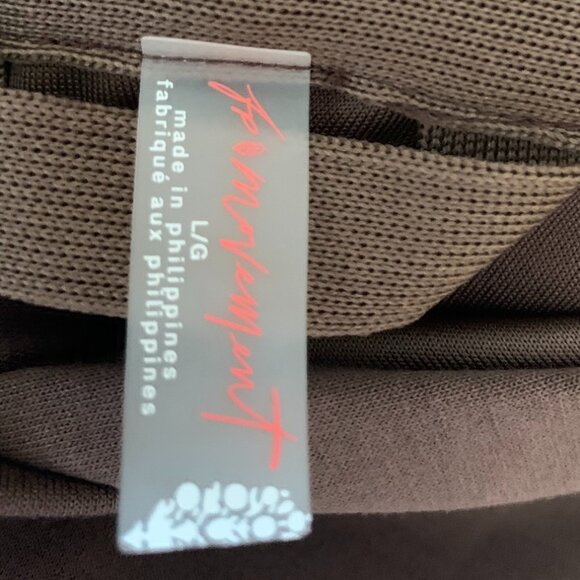 fp movement
L/G
made in philippines
fabriqué aux philippines